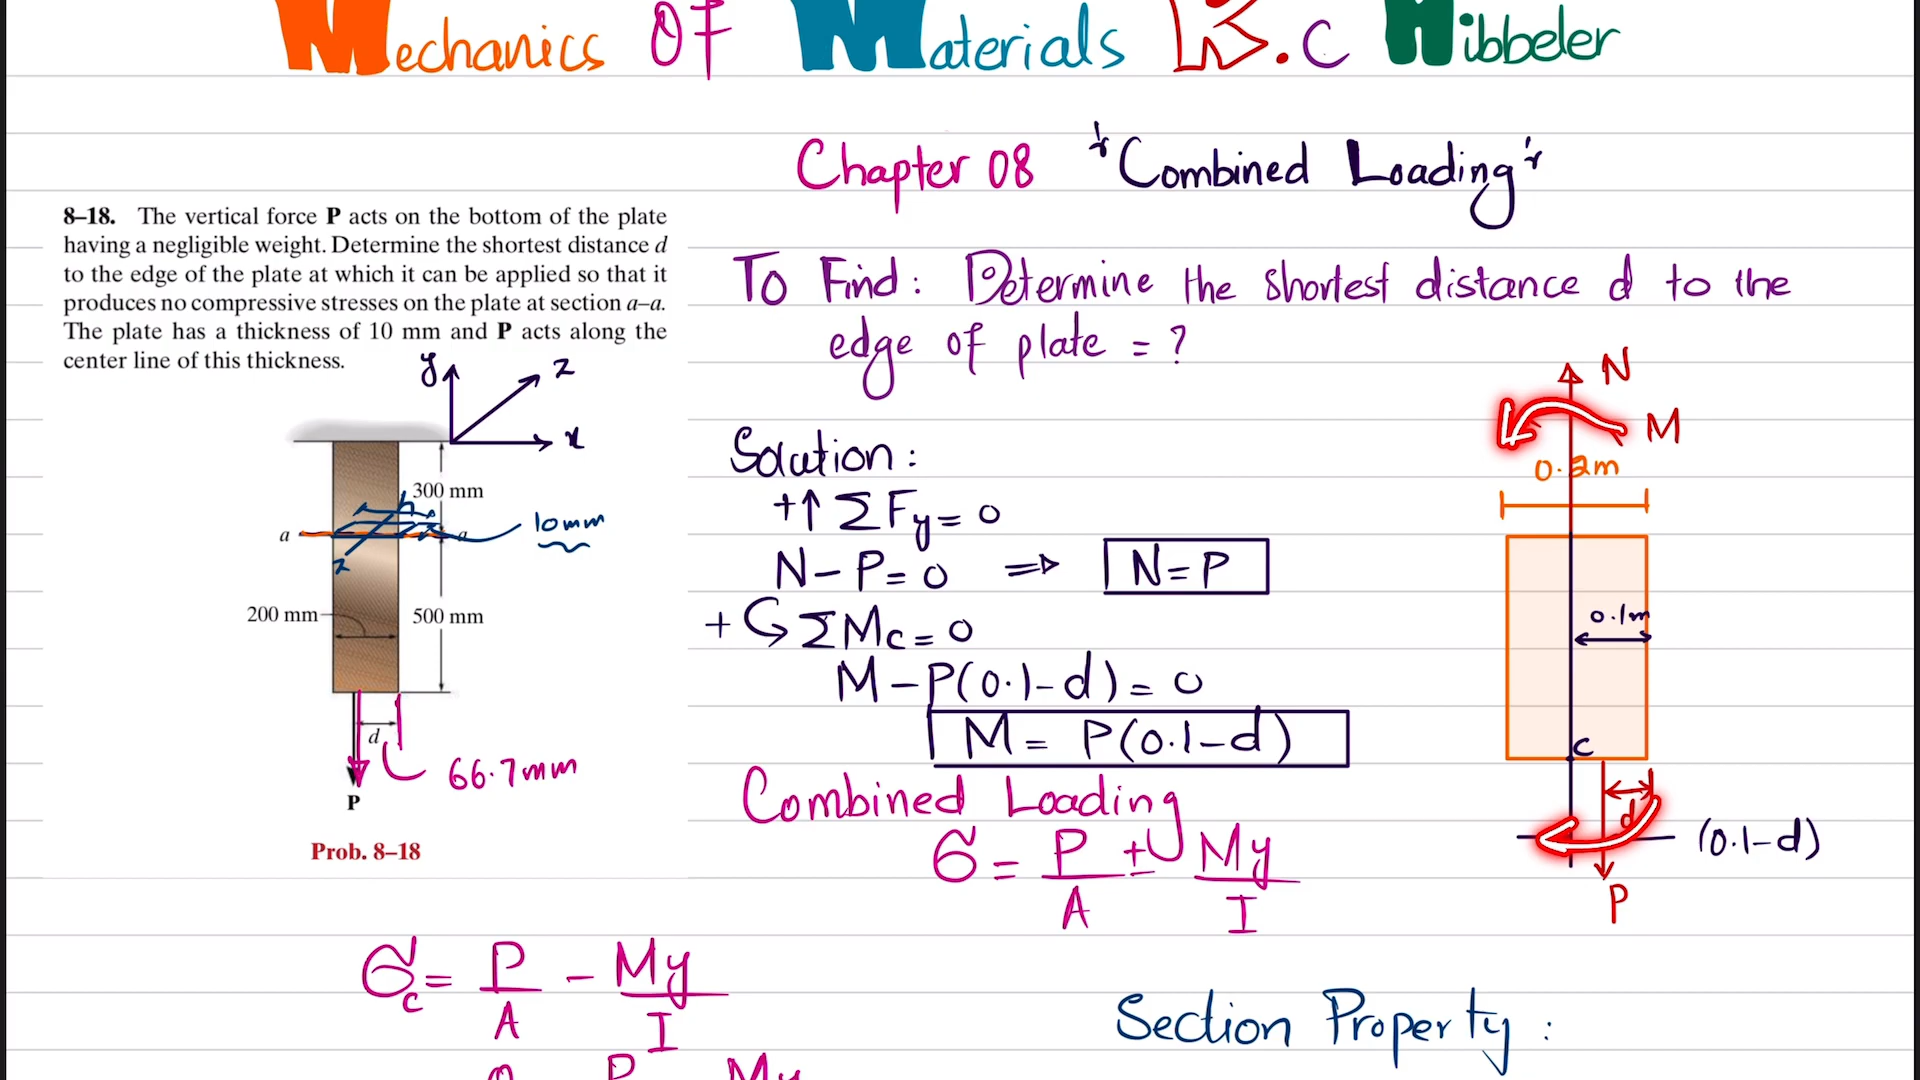 Mechanics Of Materials R.C Hibbeler
Chapter 08 "Combined Loading"
8–18. The vertical force P acts on the bottom of the plate
having a negligible weight. Determine the shortest distance d
to the edge of the plate at which it can be applied so that it
produces no compressive stresses on the plate at section a–a.
The plate has a thickness of 10 mm and P acts along the
center line of this thickness.
y
z
x
300 mm
a
a
10mm
200 mm
500 mm
d
66.7mm
P
Prob. 8–18
To Find: Determine the shortest distance d to the
edge of plate = ?
Solution:
+↑ ΣFy = 0
N – P = 0 ⇒ N = P
+↺ ΣMc = 0
M – P(0.1 – d) = 0
M = P(0.1 – d)
Combined Loading
σ = P/A ± My/I
σc = P/A – My/I
N
M
0.2m
0.1m
C
d
(0.1–d)
P
Section Property: